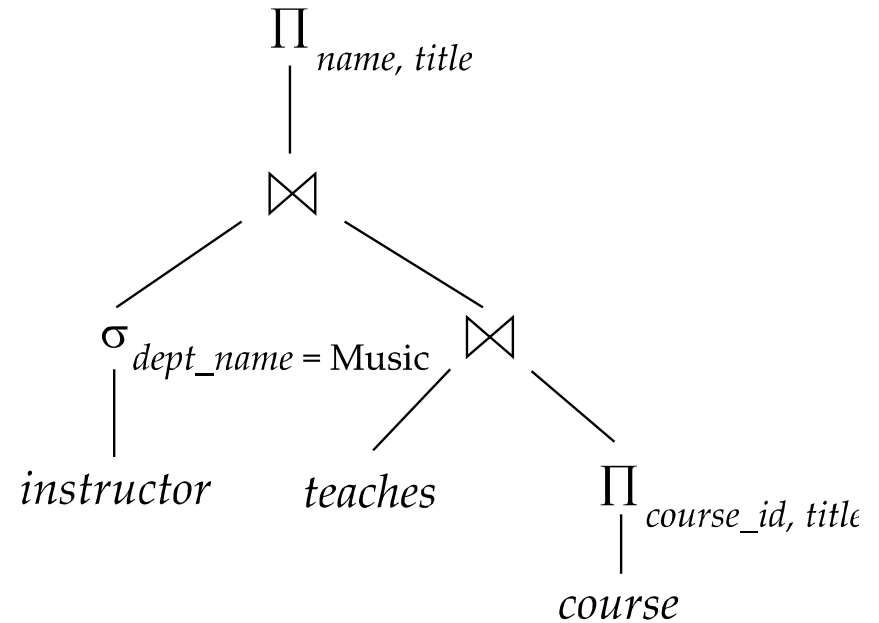 Π name, title
⋈
σ dept_name = Music
⋈
instructor
teaches
Π course_id, title
course